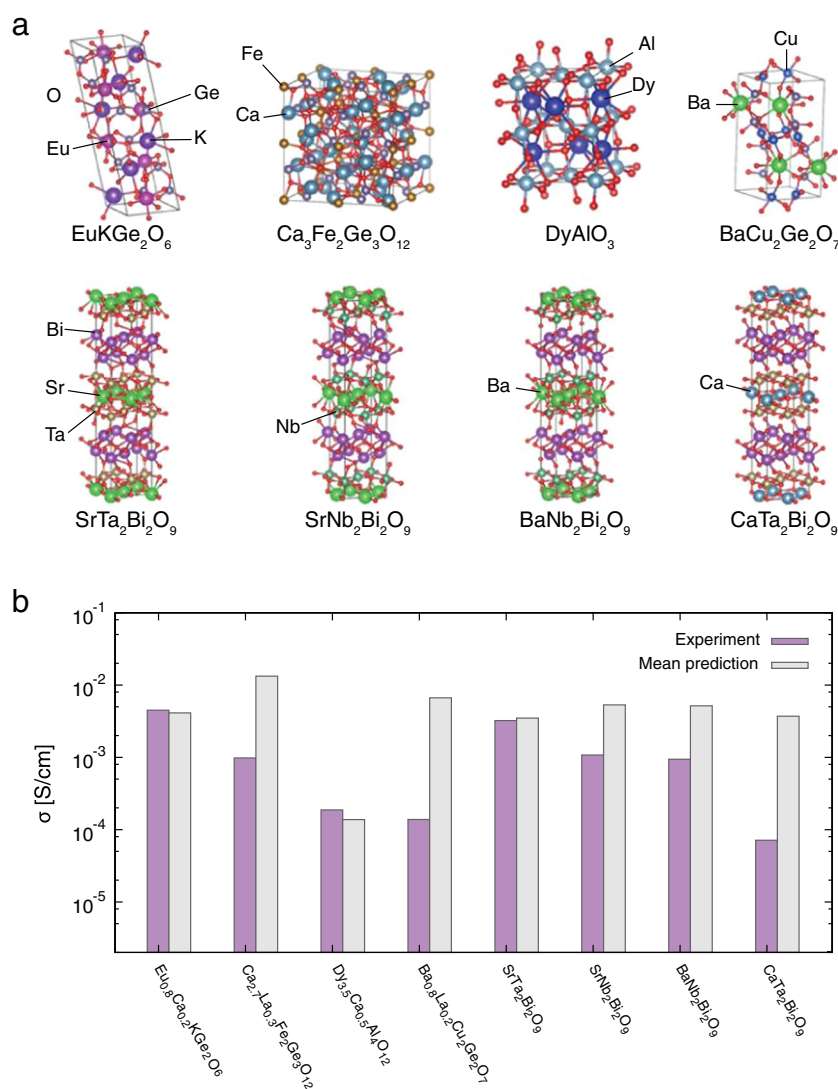 a
Fe
Al
Cu
O
Ge
Ca
Dy
Ba
Eu
K
EuKGe₂O₆
Ca₃Fe₂Ge₃O₁₂
DyAlO₃
BaCu₂Ge₂O₇
Bi
Sr
Ba
Ca
Ta
Nb
SrTa₂Bi₂O₉
SrNb₂Bi₂O₉
BaNb₂Bi₂O₉
CaTa₂Bi₂O₉
b
10⁻¹
Experiment
Mean prediction
10⁻²
10⁻³
10⁻⁴
10⁻⁵
σ [S/cm]
Eu₀.₈Ca₀.₂KGe₂O₆
Ca₂.₇La₀.₃Fe₂Ge₃O₁₂
Dy₃.₅Ca₀.₅Al₄O₁₂
Ba₀.₈La₀.₂Cu₂Ge₂O₇
SrTa₂Bi₂O₉
SrNb₂Bi₂O₉
BaNb₂Bi₂O₉
CaTa₂Bi₂O₉